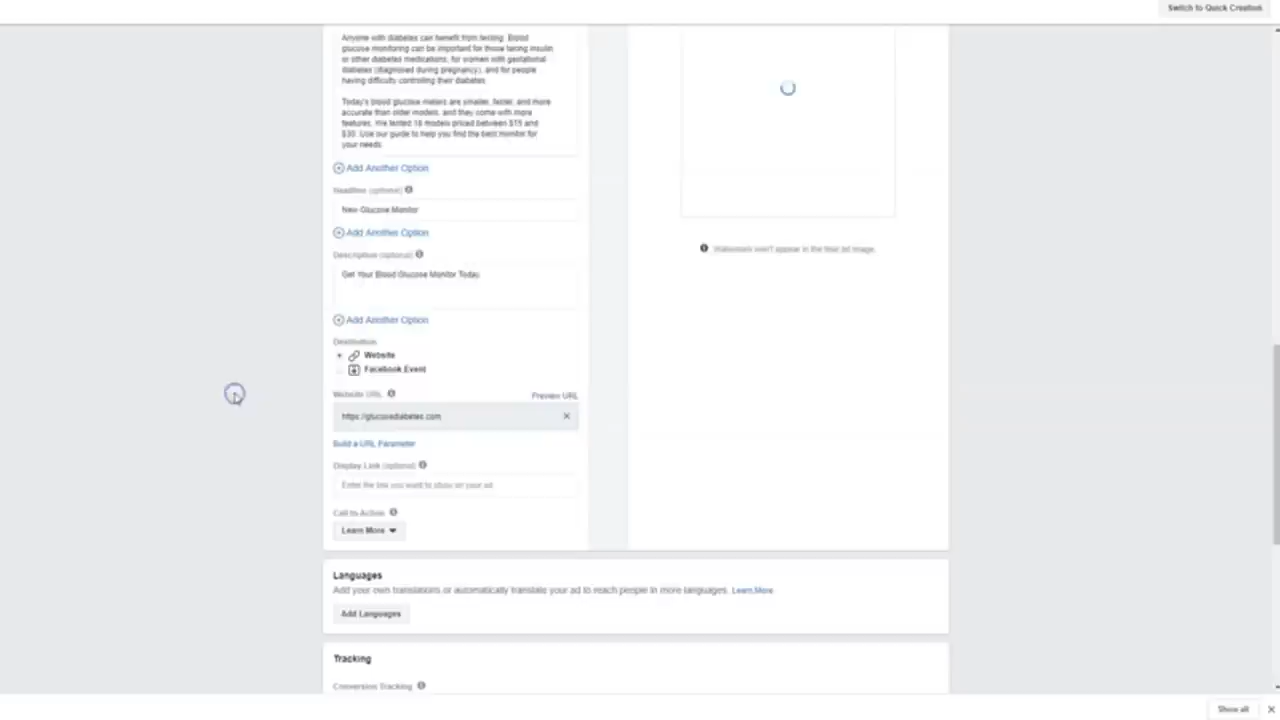 Switch to Quick Creation
Anyone with diabetes can benefit from testing. Blood
glucose monitoring can be important for those taking insulin
or other diabetes medications, for women with gestational
diabetes (diagnosed during pregnancy), and for people
having difficulty controlling their diabetes.
Today's blood glucose meters are smaller, faster, and more
accurate than older models, and they come with more
features. We tested 18 models priced between $15 and
$30. Use our guide to help you find the best monitor for
your needs
Add Another Option
Headline (optional)
New Glucose Monitor
Add Another Option
Watermark won't appear in the final ad image.
Description (optional)
Get Your Blood Glucose Monitor Today.
Add Another Option
Destination
Website
Facebook Event
Website URL
Preview URL
https://glucosediabetes.com
Build a URL Parameter
Display Link (optional)
Enter the link you want to show on your ad
Call to Action
Learn More
Languages
Add your own translations or automatically translate your ad to reach people in more languages. Learn More
Add Languages
Tracking
Conversion Tracking
Show all